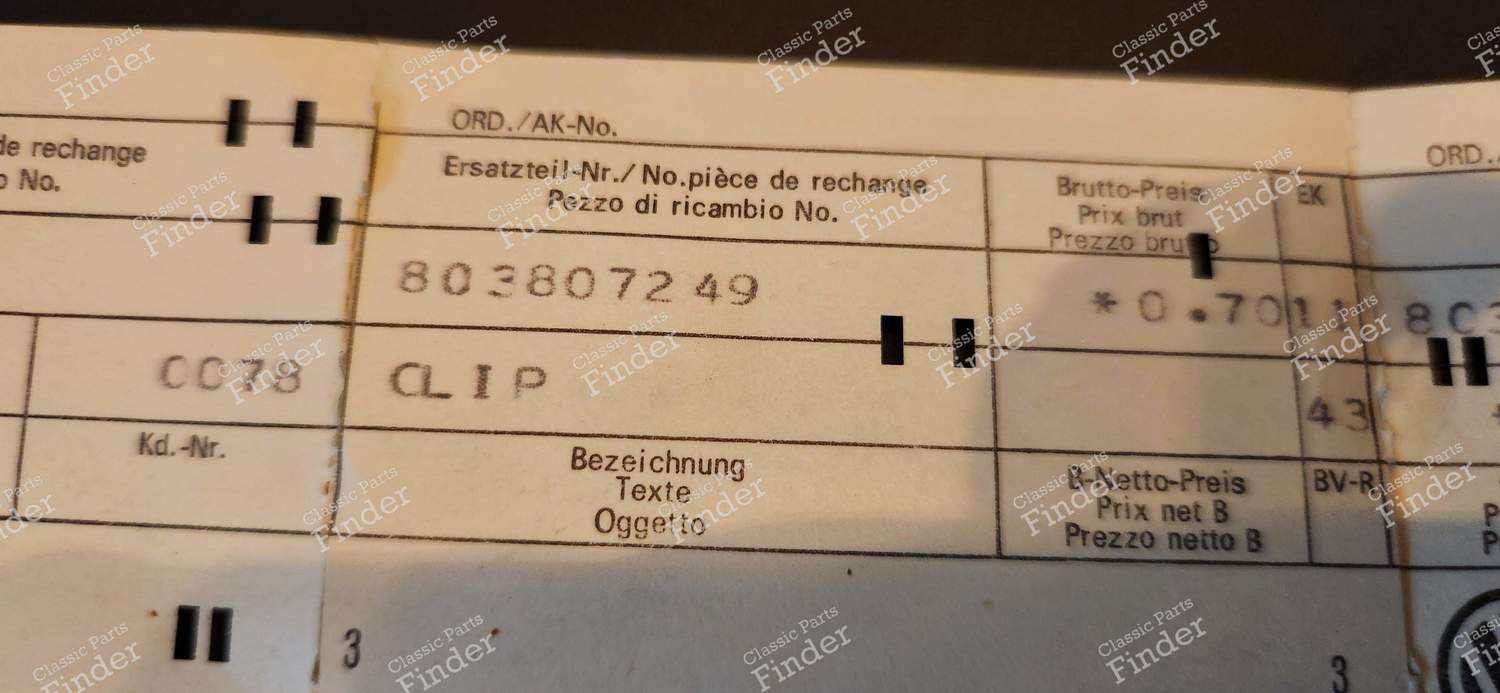 ORD./AK-No.
ORD.
de rechange
No.
Ersatzteil-Nr./No.pièce de rechange
Pezzo di ricambio No.
Brutto-Preis
Prix brut
Prezzo brutto
EK
803807249
*0.70
11
803
0078
CLIP
43
Kd.-Nr.
Bezeichnung
Texte
Oggetto
B-Netto-Preis
Prix net B
Prezzo netto B
BV-R
3
3
Classic Parts Finder